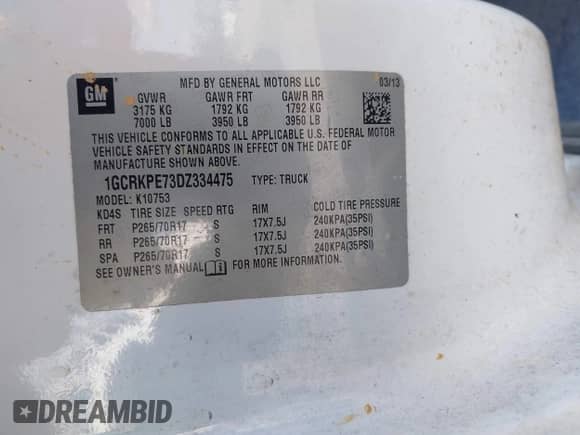 GM
MFD BY GENERAL MOTORS LLC 03/13
GVWR GAWR FRT GAWR RR
3175 KG 1792 KG 1792 KG
7000 LB 3950 LB 3950 LB
THIS VEHICLE CONFORMS TO ALL APPLICABLE U.S. FEDERAL MOTOR
VEHICLE SAFETY STANDARDS IN EFFECT ON THE DATE OF
MANUFACTURE SHOWN ABOVE.
1GCRKPE73DZ334475 TYPE: TRUCK
MODEL: K10753
KD4S TIRE SIZE SPEED RTG RIM COLD TIRE PRESSURE
FRT P265/70R17 S 17X7.5J 240KPA(35PSI)
RR P265/70R17 S 17X7.5J 240KPA(35PSI)
SPA P265/70R17 S 17X7.5J 240KPA(35PSI)
SEE OWNER'S MANUAL FOR MORE INFORMATION.
DREAMBID